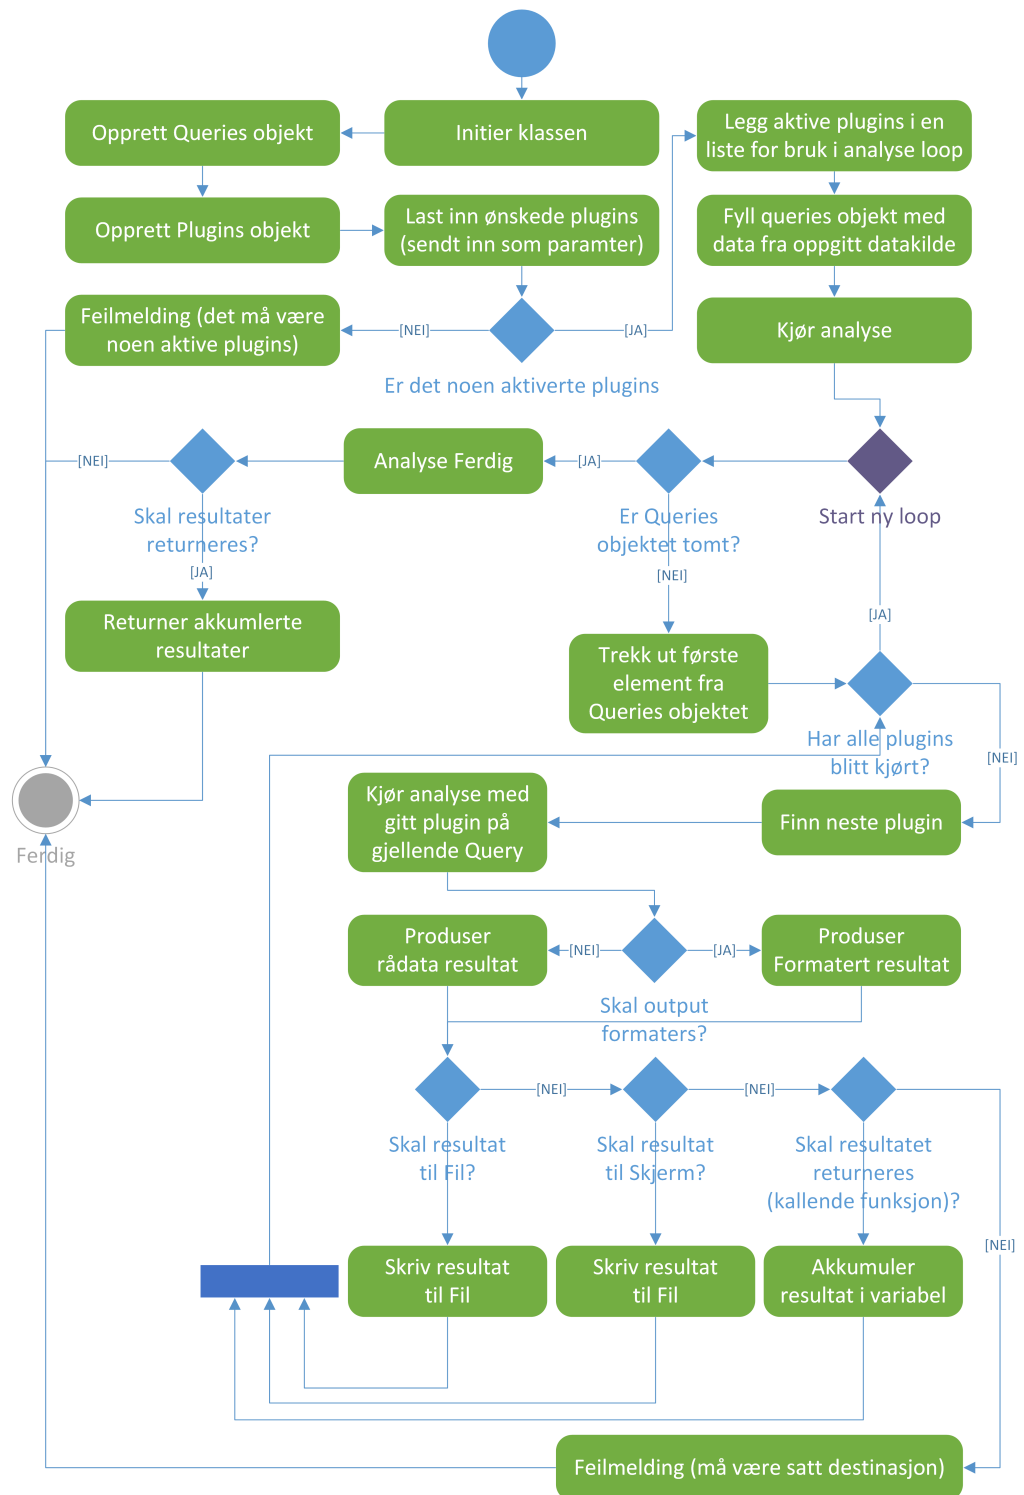 Initier klassen
Opprett Queries objekt
Opprett Plugins objekt
Last inn ønskede plugins
(sendt inn som paramter)
Er det noen aktiverte plugins
[NEI]
Feilmelding (det må være
noen aktive plugins)
[JA]
Legg aktive plugins i en
liste for bruk i analyse loop
Fyll queries objekt med
data fra oppgitt datakilde
Kjør analyse
Start ny loop
Er Queries
objektet tomt?
[JA]
Analyse Ferdig
Skal resultater
returneres?
[NEI]
[JA]
Returner akkumlerte
resultater
Ferdig
[NEI]
Trekk ut første
element fra
Queries objektet
Har alle plugins
blitt kjørt?
[JA]
[NEI]
Finn neste plugin
Kjør analyse med
gitt plugin på
gjellende Query
Skal output
formaters?
[NEI]
Produser
rådata resultat
[JA]
Produser
Formatert resultat
Skal resultat
til Fil?
[NEI]
Skal resultat
til Skjerm?
[NEI]
Skal resultatet
returneres
(kallende funksjon)?
[NEI]
Skriv resultat
til Fil
Skriv resultat
til Fil
Akkumuler
resultat i variabel
Feilmelding (må være satt destinasjon)